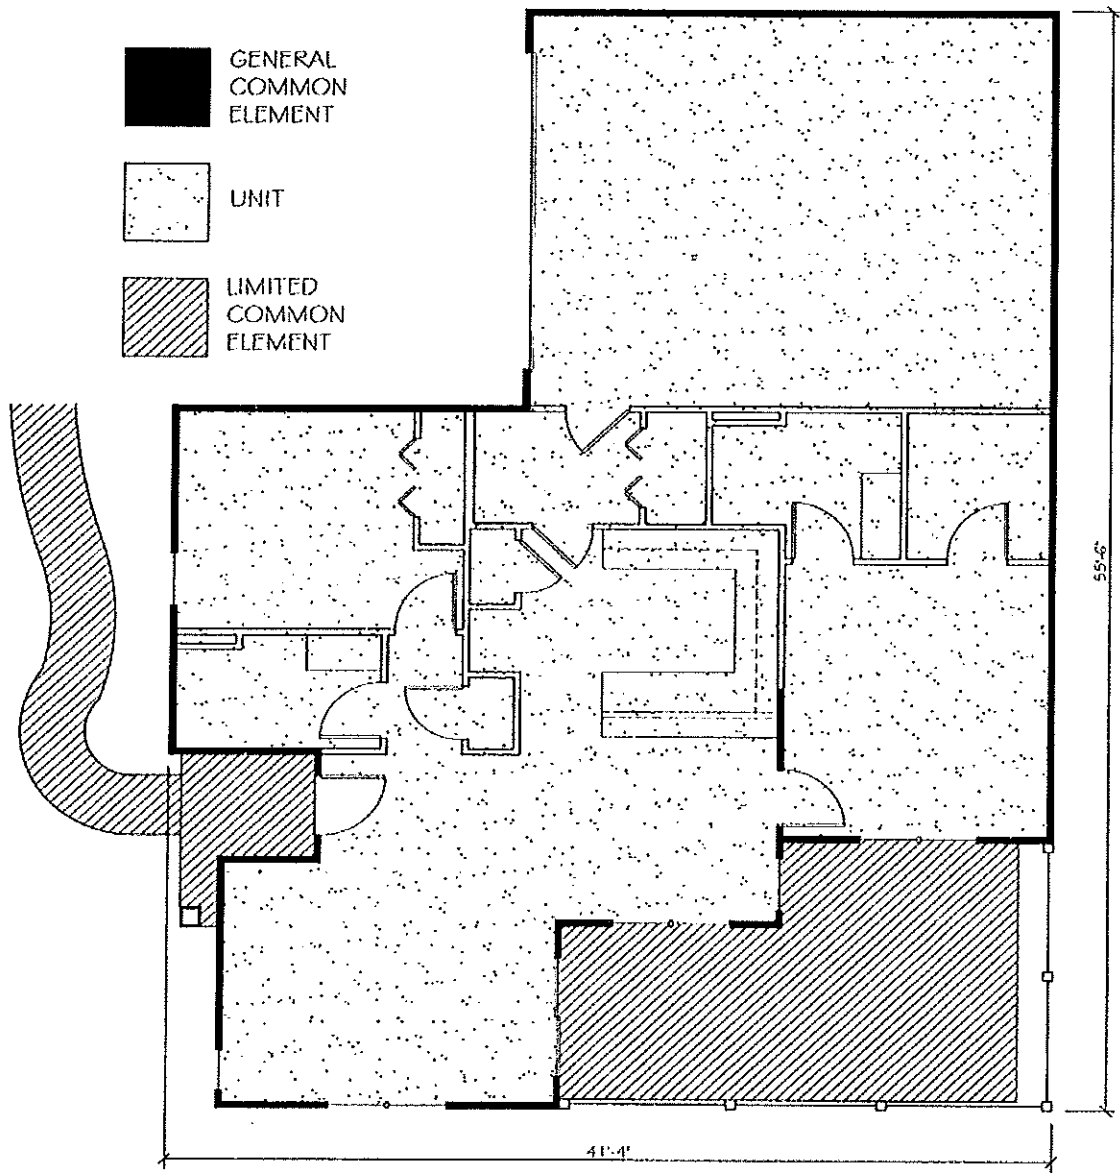 GENERAL
COMMON
ELEMENT
UNIT
LIMITED
COMMON
ELEMENT
55'-6"
41'-4"